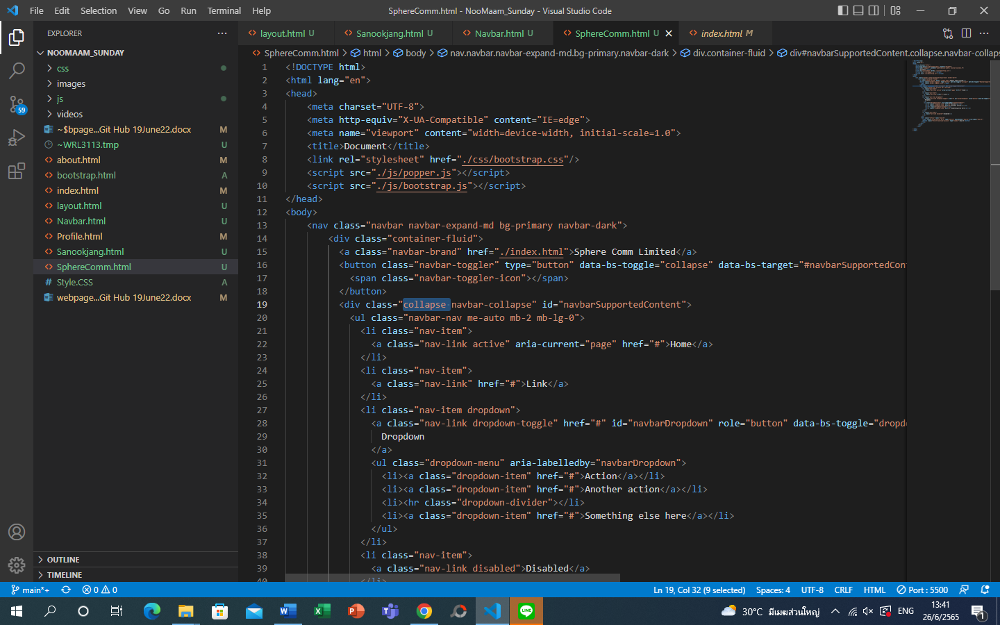 File Edit Selection View Go Run Terminal Help SphereComm.html - NooMaam_Sunday - Visual Studio Code
EXPLORER
NOOMAAM_SUNDAY
css
images
js
videos
~$bpage...Git Hub 19June22.docx M
~WRL3113.tmp U
about.html M
bootstrap.html A
index.html M
layout.html U
Navbar.html U
Profile.html M
Sanookjang.html U
SphereComm.html U
Style.CSS A
webpage...Git Hub 19June22.docx M
OUTLINE
TIMELINE
59
layout.html U Sanookjang.html U Navbar.html U SphereComm.html U index.html M
SphereComm.html > html > body > nav.navbar.navbar-expand-md.bg-primary.navbar-dark > div.container-fluid > div#navbarSupportedContent.collapse.navbar-collaps
1 <!DOCTYPE html>
2 <html lang="en">
3 <head>
4 <meta charset="UTF-8">
5 <meta http-equiv="X-UA-Compatible" content="IE=edge">
6 <meta name="viewport" content="width=device-width, initial-scale=1.0">
7 <title>Document</title>
8 <link rel="stylesheet" href="./css/bootstrap.css"/>
9 <script src="./js/popper.js"></script>
10 <script src="./js/bootstrap.js"></script>
11 </head>
12 <body>
13 <nav class="navbar navbar-expand-md bg-primary navbar-dark">
14 <div class="container-fluid">
15 <a class="navbar-brand" href="./index.html">Sphere Comm Limited</a>
16 <button class="navbar-toggler" type="button" data-bs-toggle="collapse" data-bs-target="#navbarSupportedCon
17 <span class="navbar-toggler-icon"></span>
18 </button>
19 <div class="collapse navbar-collapse" id="navbarSupportedContent">
20 <ul class="navbar-nav me-auto mb-2 mb-lg-0">
21 <li class="nav-item">
22 <a class="nav-link active" aria-current="page" href="#">Home</a>
23 </li>
24 <li class="nav-item">
25 <a class="nav-link" href="#">Link</a>
26 </li>
27 <li class="nav-item dropdown">
28 <a class="nav-link dropdown-toggle" href="#" id="navbarDropdown" role="button" data-bs-toggle="dropd
29 Dropdown
30 </a>
31 <ul class="dropdown-menu" aria-labelledby="navbarDropdown">
32 <li><a class="dropdown-item" href="#">Action</a></li>
33 <li><a class="dropdown-item" href="#">Another action</a></li>
34 <li><hr class="dropdown-divider"></li>
35 <li><a class="dropdown-item" href="#">Something else here</a></li>
36 </ul>
37 </li>
38 <li class="nav-item">
39 <a class="nav-link disabled">Disabled</a>
40 </li>
main*+ 0 0 Ln 19, Col 32 (9 selected) Spaces: 4 UTF-8 CRLF HTML Port : 5500
30°C มีเมฆส่วนใหญ่ ENG 13:41
26/6/2565 1